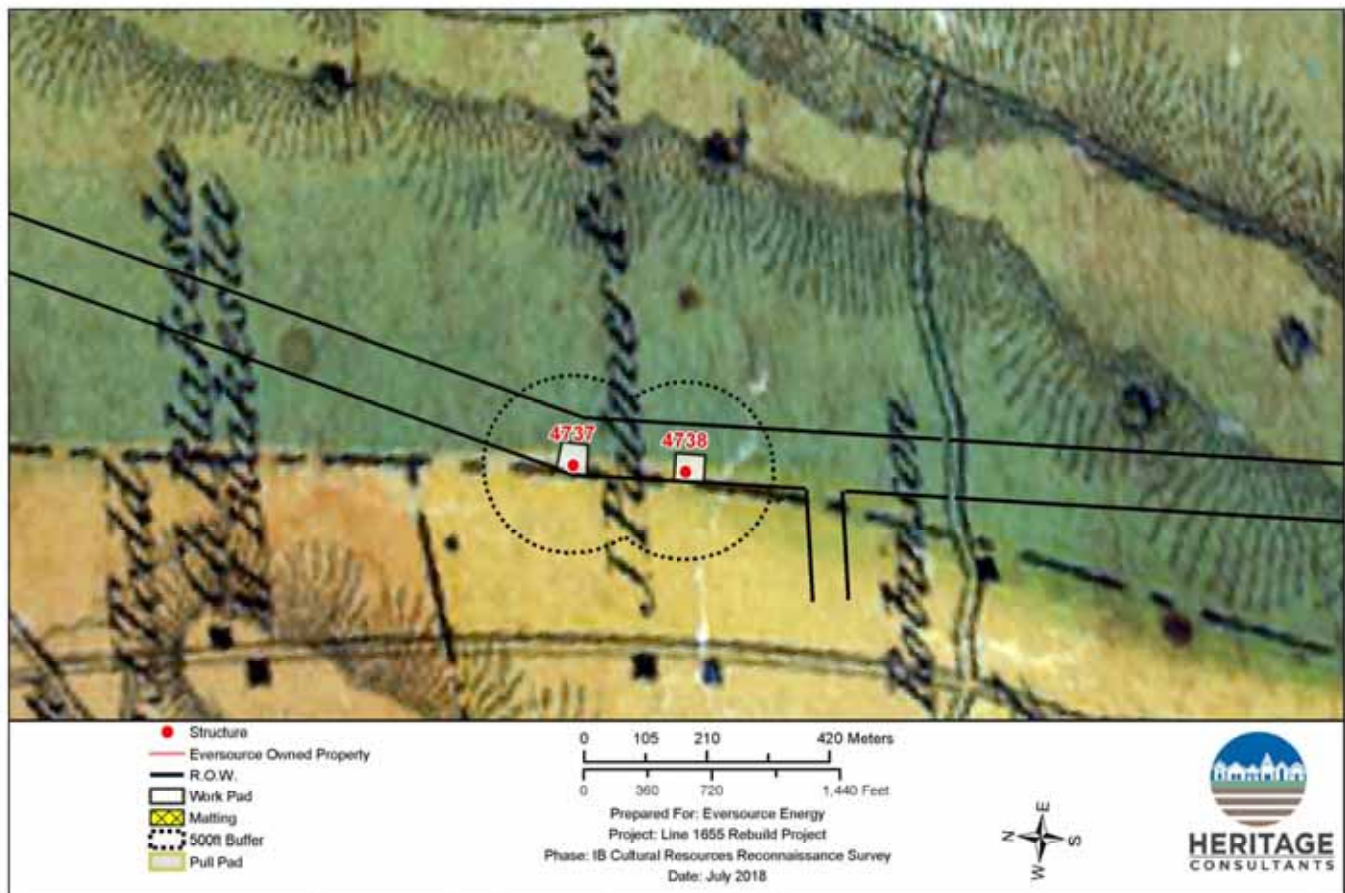 4737
4738
Structure
Eversource Owned Property
R.O.W.
Work Pad
Matting
500ft Buffer
Pull Pad
0 105 210 420 Meters
0 360 720 1,440 Feet
Prepared For: Eversource Energy
Project: Line 1655 Rebuild Project
Phase: IB Cultural Resources Reconnaissance Survey
Date: July 2018
N E S W
HERITAGE
CONSULTANTS